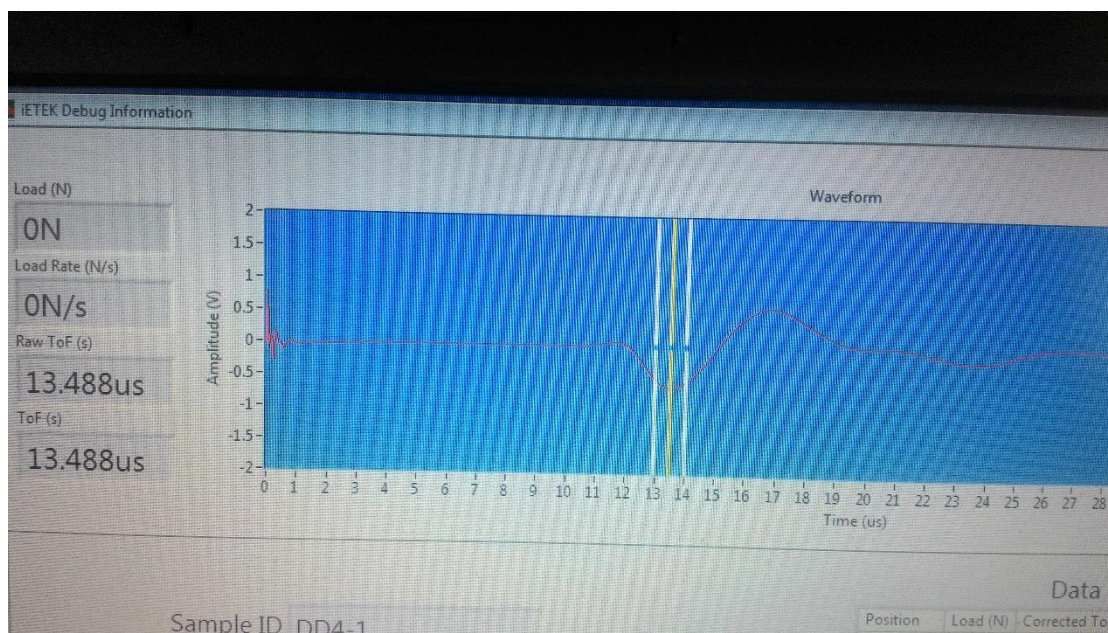 iETEK Debug Information
Load (N)
0N
Load Rate (N/s)
0N/s
Raw ToF (s)
13.488us
ToF (s)
13.488us
Waveform
Amplitude (V)
2
1.5
1
0.5
0
-0.5
-1
-1.5
-2
0 1 2 3 4 5 6 7 8 9 10 11 12 13 14 15 16 17 18 19 20 21 22 23 24 25 26 27 28
Time (us)
Data
Sample ID DD4-1
Position Load (N) Corrected To